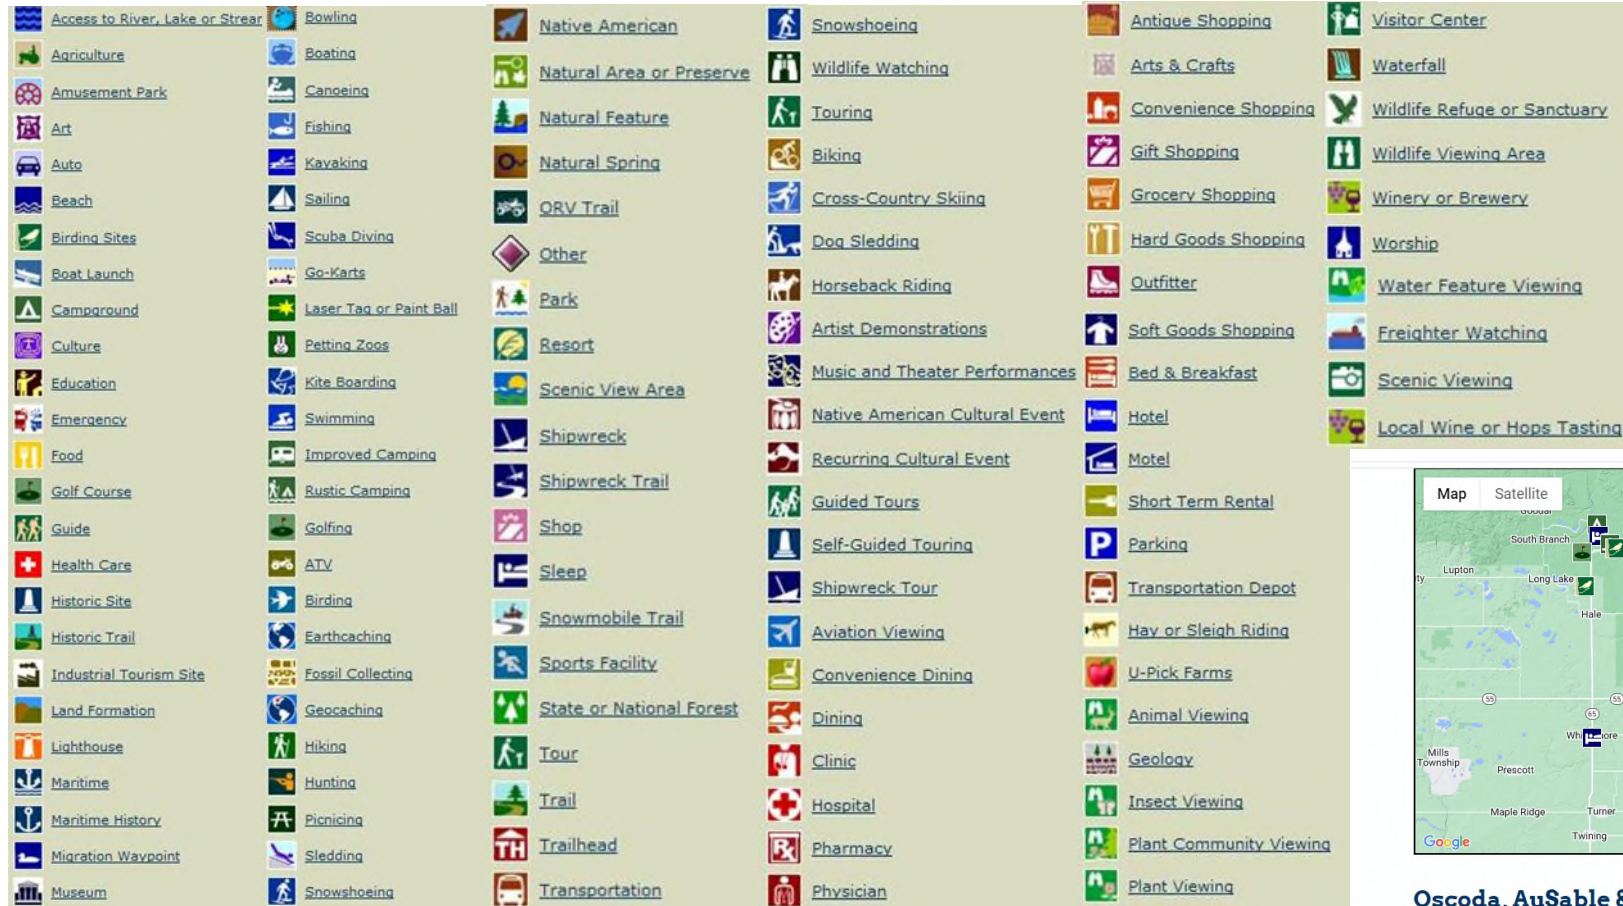 Access to River, Lake or Strear
Agriculture
Amusement Park
Art
Auto
Beach
Birding Sites
Boat Launch
Campground
Culture
Education
Emergency
Food
Golf Course
Guide
Health Care
Historic Site
Historic Trail
Industrial Tourism Site
Land Formation
Lighthouse
Maritime
Maritime History
Migration Waypoint
Museum
Bowling
Boating
Canoeing
Fishing
Kayaking
Sailing
Scuba Diving
Go-Karts
Laser Tag or Paint Ball
Petting Zoos
Kite Boarding
Swimming
Improved Camping
Rustic Camping
Golfing
ATV
Birding
Earthcaching
Fossil Collecting
Geocaching
Hiking
Hunting
Picnicing
Sledding
Snowshoeing
Native American
Natural Area or Preserve
Natural Feature
Natural Spring
ORV Trail
Other
Park
Resort
Scenic View Area
Shipwreck
Shipwreck Trail
Shop
Sleep
Snowmobile Trail
Sports Facility
State or National Forest
Tour
Trail
TH Trailhead
Transportation
Snowshoeing
Wildlife Watching
Touring
Biking
Cross-Country Skiing
Dog Sledding
Horseback Riding
Artist Demonstrations
Music and Theater Performances
Native American Cultural Event
Recurring Cultural Event
Guided Tours
Self-Guided Touring
Shipwreck Tour
Aviation Viewing
Convenience Dining
Dining
Clinic
Hospital
Rx Pharmacy
Physician
Antique Shopping
Arts & Crafts
Convenience Shopping
Gift Shopping
Grocery Shopping
Hard Goods Shopping
Outfitter
Soft Goods Shopping
Bed & Breakfast
Hotel
Motel
Short Term Rental
P Parking
Transportation Depot
Hay or Sleigh Riding
U-Pick Farms
Animal Viewing
Geology
Insect Viewing
Plant Community Viewing
Plant Viewing
Visitor Center
Waterfall
Wildlife Refuge or Sanctuary
Wildlife Viewing Area
Winery or Brewery
Worship
Water Feature Viewing
Freighter Watching
Scenic Viewing
Local Wine or Hops Tasting
Map Satellite
South Branch
Lupton
ty
Long Lake
Hale
55
55
65
Mills
Township
Prescott
Maple Ridge
Turner
Twining
Google
Oscoda, AuSable &